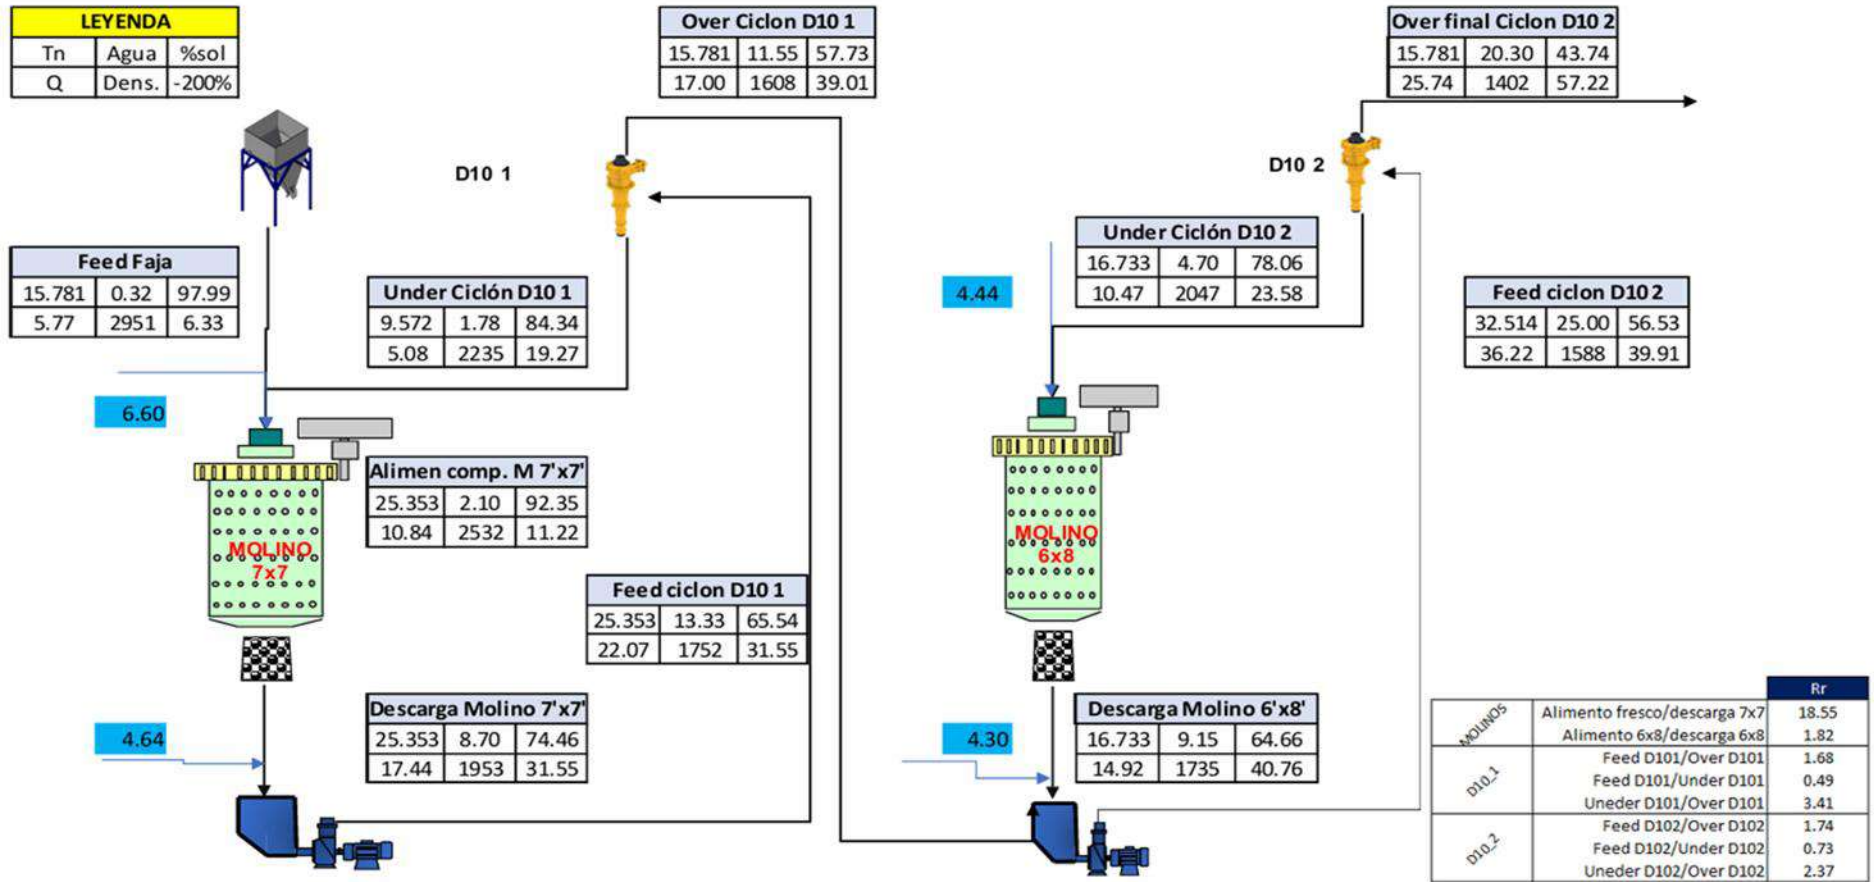 LEYENDA
Tn Agua %sol
Q Dens. -200%
Over Ciclon D10 1
15.781 11.55 57.73
17.00 1608 39.01
Over final Ciclon D10 2
15.781 20.30 43.74
25.74 1402 57.22
D10 1
D10 2
Feed Faja
15.781 0.32 97.99
5.77 2951 6.33
Under Ciclón D10 1
9.572 1.78 84.34
5.08 2235 19.27
Under Ciclón D10 2
16.733 4.70 78.06
10.47 2047 23.58
4.44
Feed ciclon D10 2
32.514 25.00 56.53
36.22 1588 39.91
6.60
Alimen comp. M 7'x7'
25.353 2.10 92.35
10.84 2532 11.22
MOLINO
7x7
MOLINO
6x8
Feed ciclon D10 1
25.353 13.33 65.54
22.07 1752 31.55
Descarga Molino 7'x7'
25.353 8.70 74.46
17.44 1953 31.55
4.64
Descarga Molino 6'x8'
16.733 9.15 64.66
14.92 1735 40.76
4.30
Rr
MOLINOS
Alimento fresco/descarga 7x7 18.55
Alimento 6x8/descarga 6x8 1.82
D10_1
Feed D101/Over D101 1.68
Feed D101/Under D101 0.49
Uneder D101/Over D101 3.41
D10_2
Feed D102/Over D102 1.74
Feed D102/Under D102 0.73
Uneder D102/Over D102 2.37